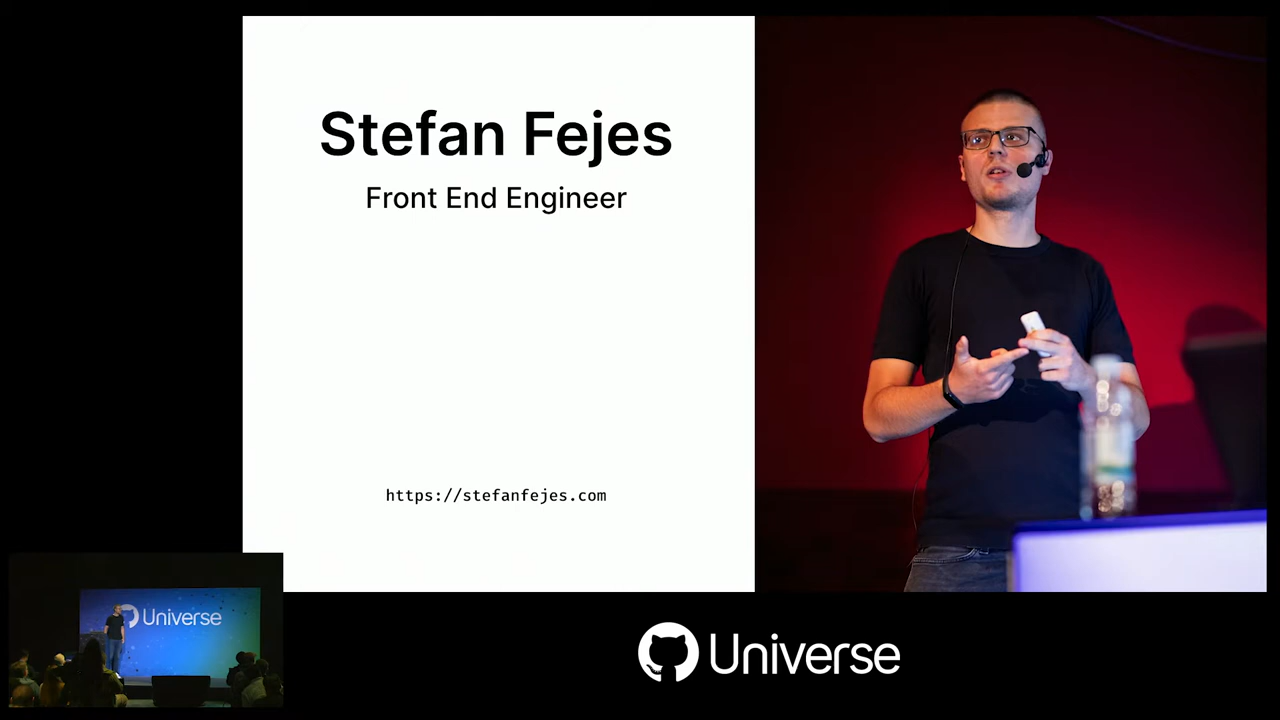 Stefan Fejes
Front End Engineer
https://stefanfejes.com
Universe
Universe